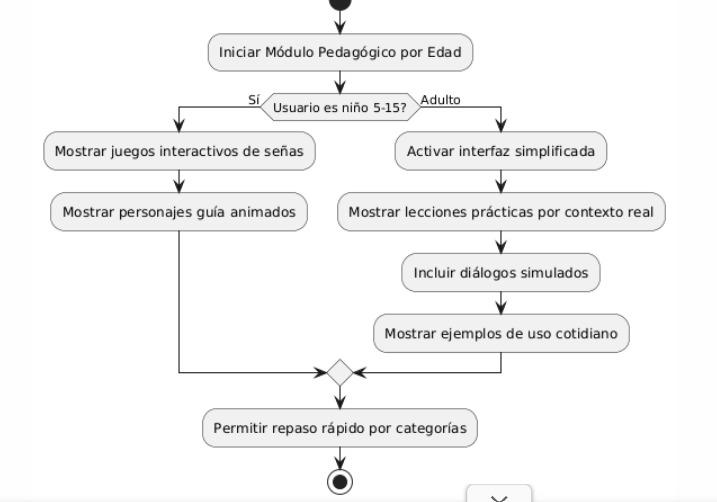 Iniciar Módulo Pedagógico por Edad
Sí
Usuario es niño 5-15?
Adulto
Mostrar juegos interactivos de señas
Activar interfaz simplificada
Mostrar personajes guía animados
Mostrar lecciones prácticas por contexto real
Incluir diálogos simulados
Mostrar ejemplos de uso cotidiano
Permitir repaso rápido por categorías